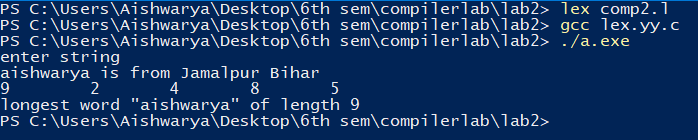 PS C:\Users\Aishwarya\Desktop\6th sem\compilerlab\lab2> lex comp2.l
PS C:\Users\Aishwarya\Desktop\6th sem\compilerlab\lab2> gcc lex.yy.c
PS C:\Users\Aishwarya\Desktop\6th sem\compilerlab\lab2> ./a.exe
enter string
aishwarya is from Jamalpur Bihar
9       2       4       8       5
longest word "aishwarya" of length 9
PS C:\Users\Aishwarya\Desktop\6th sem\compilerlab\lab2>